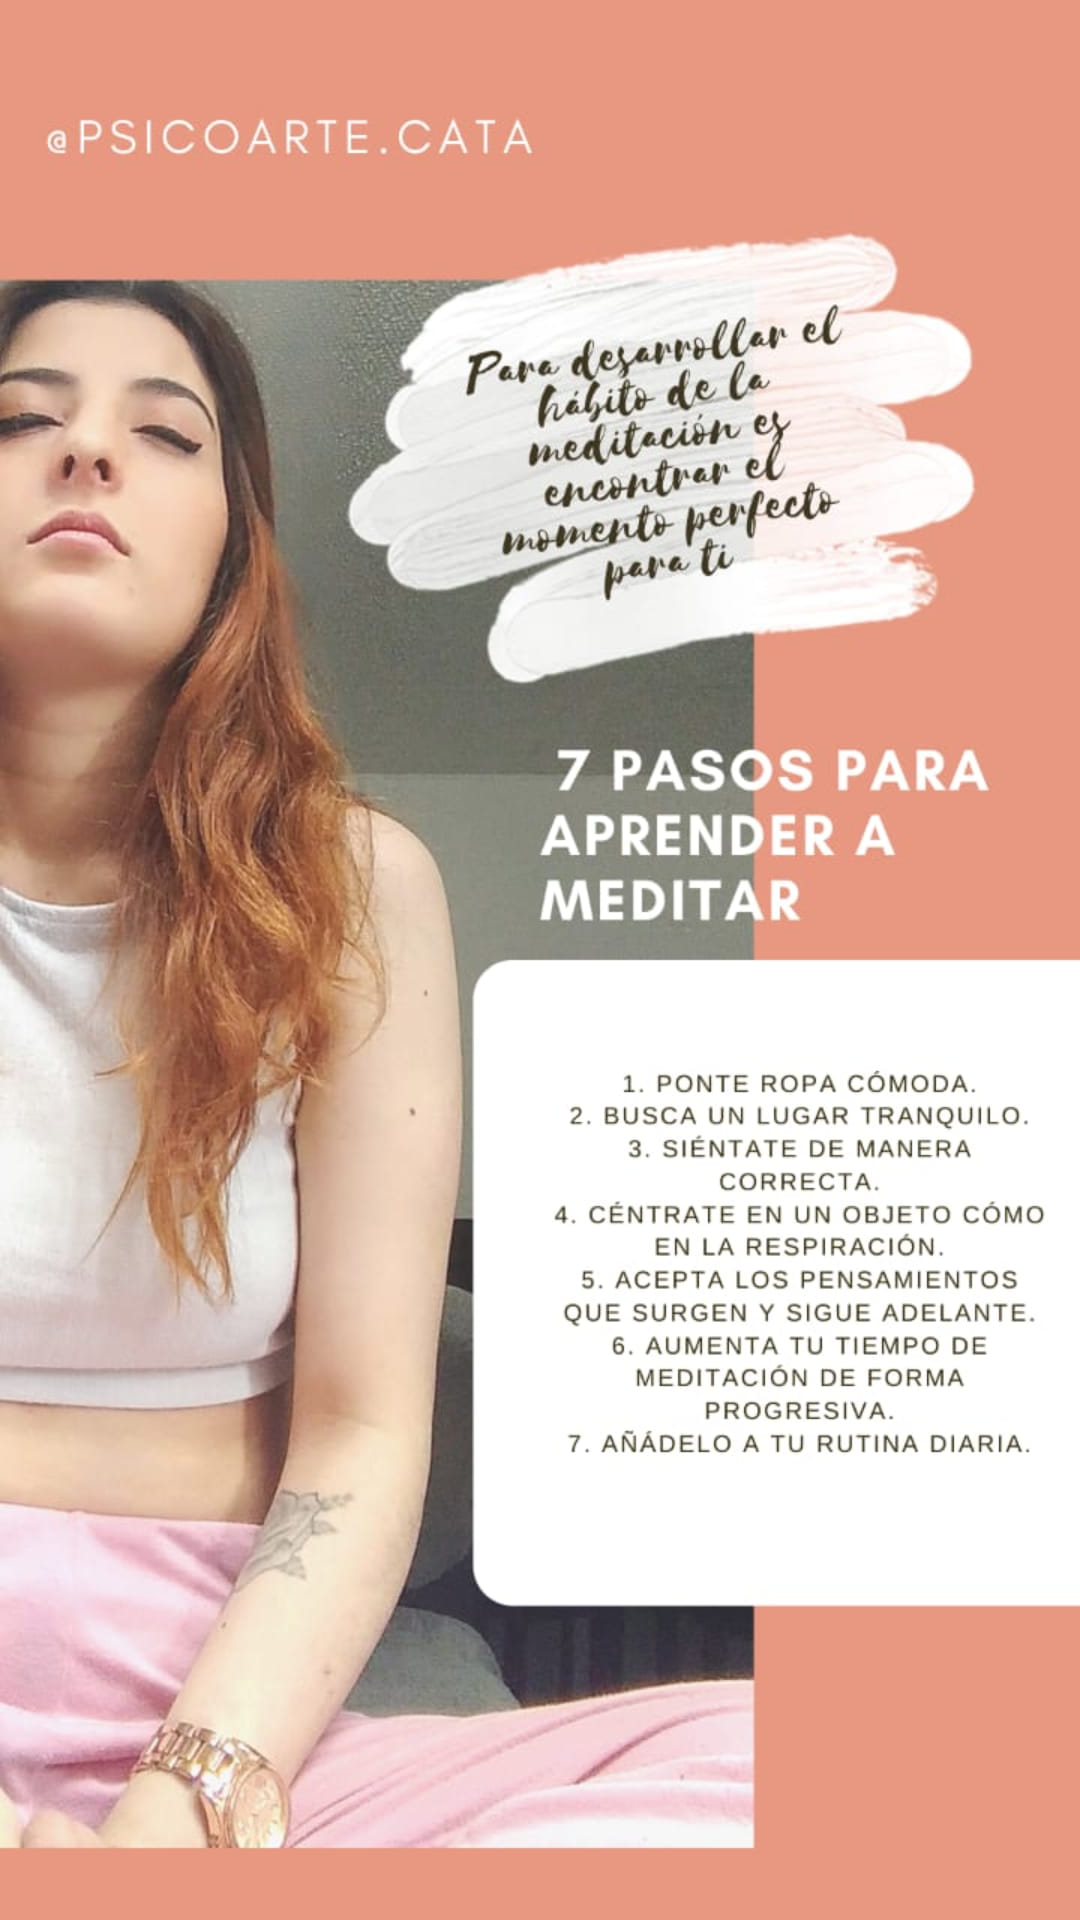 @PSICOARTE.CATA
Para desarrollar el
hábito de la
meditación es
encontrar el
momento perfecto
para ti
7 PASOS PARA
APRENDER A
MEDITAR
1. PONTE ROPA CÓMODA.
2. BUSCA UN LUGAR TRANQUILO.
3. SIÉNTATE DE MANERA
CORRECTA.
4. CÉNTRATE EN UN OBJETO CÓMO
EN LA RESPIRACIÓN.
5. ACEPTA LOS PENSAMIENTOS
QUE SURGEN Y SIGUE ADELANTE.
6. AUMENTA TU TIEMPO DE
MEDITACIÓN DE FORMA
PROGRESIVA.
7. AÑÁDELO A TU RUTINA DIARIA.